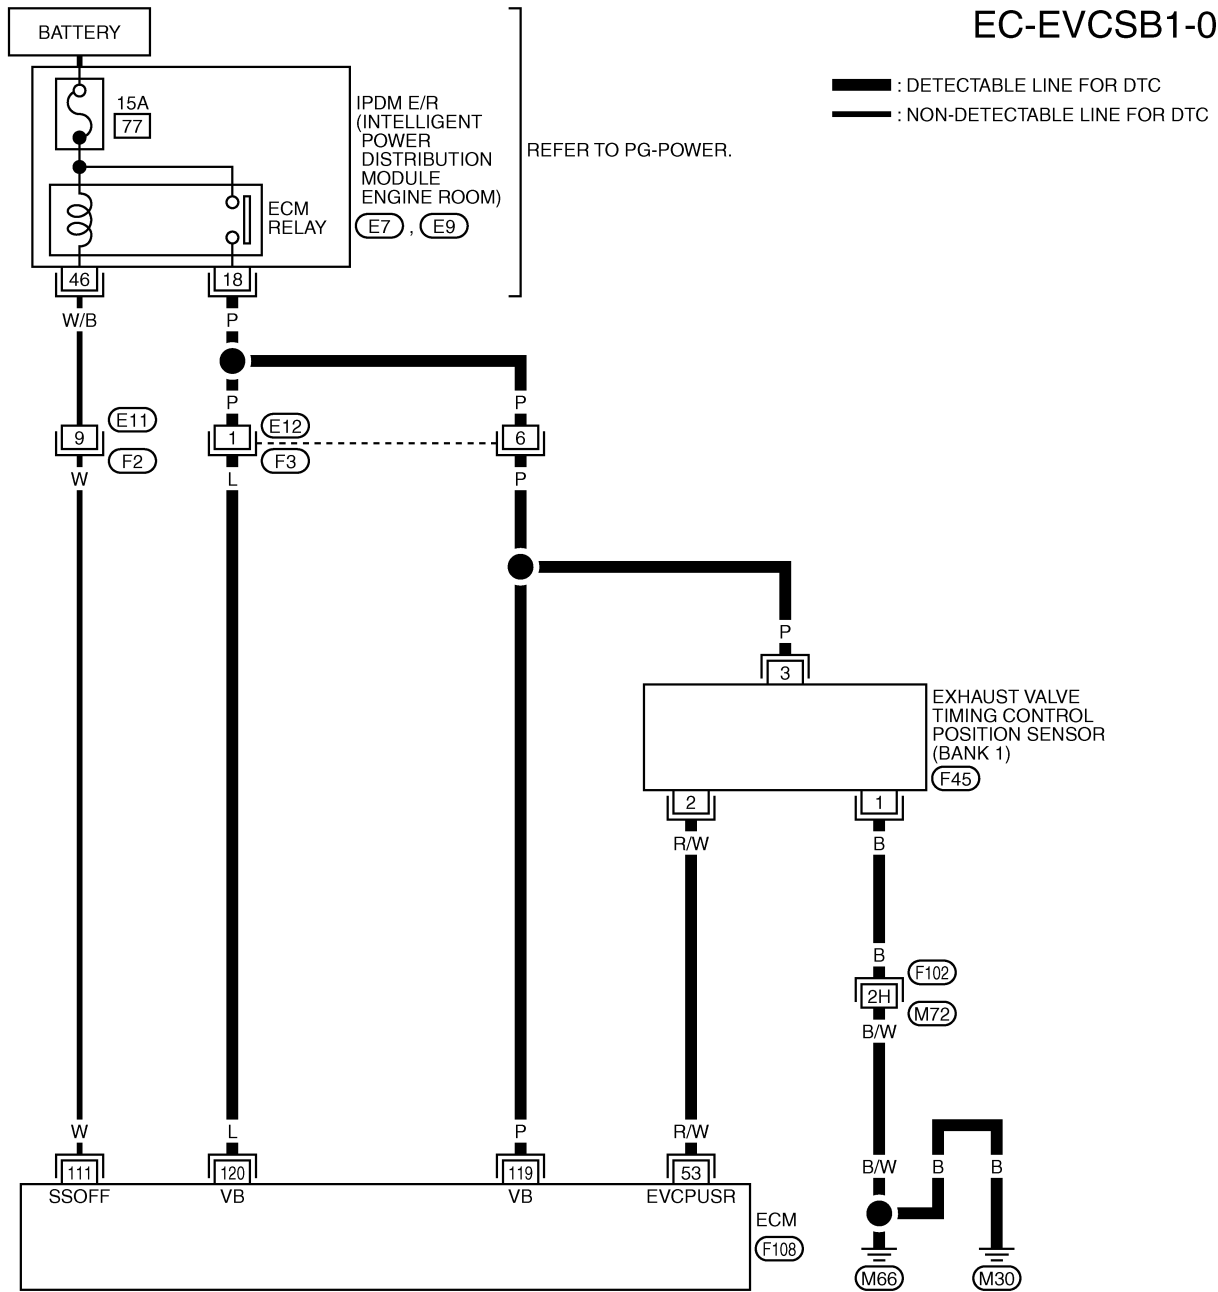 EC-EVCSB1-0
BATTERY
: DETECTABLE LINE FOR DTC
: NON-DETECTABLE LINE FOR DTC
15A
77
IPDM E/R
(INTELLIGENT
POWER
DISTRIBUTION
MODULE
ENGINE ROOM)
E7 , E9
REFER TO PG-POWER.
ECM
RELAY
46
18
W/B
P
P
P
9
E11
F2
1
E12
F3
6
W
L
P
P
3
EXHAUST VALVE
TIMING CONTROL
POSITION SENSOR
(BANK 1)
F45
2
1
R/W
B
B
F102
2H
M72
B/W
W
L
P
R/W
B/W
B
B
111
120
119
53
SSOFF
VB
VB
EVCPUSR
ECM
F108
M66
M30